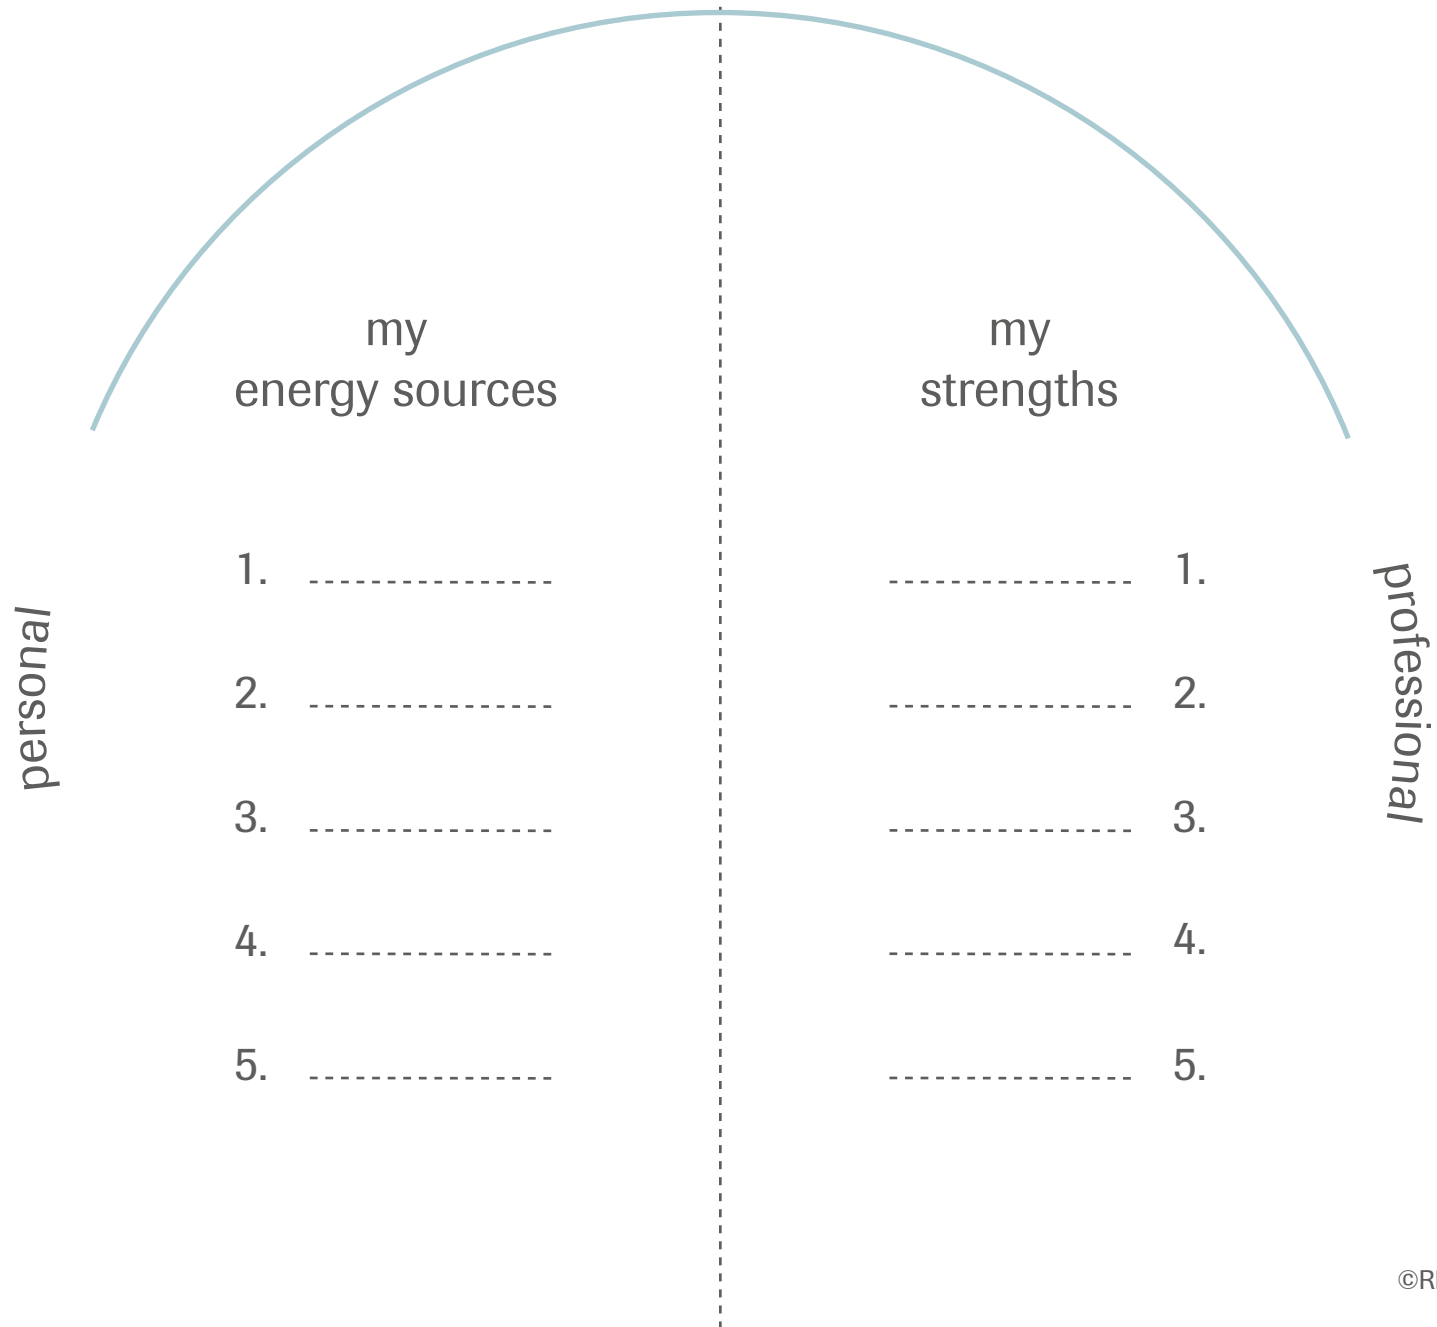 my
energy sources
1.
2.
3.
4.
5.
personal
my
strengths
1.
2.
3.
4.
5.
professional